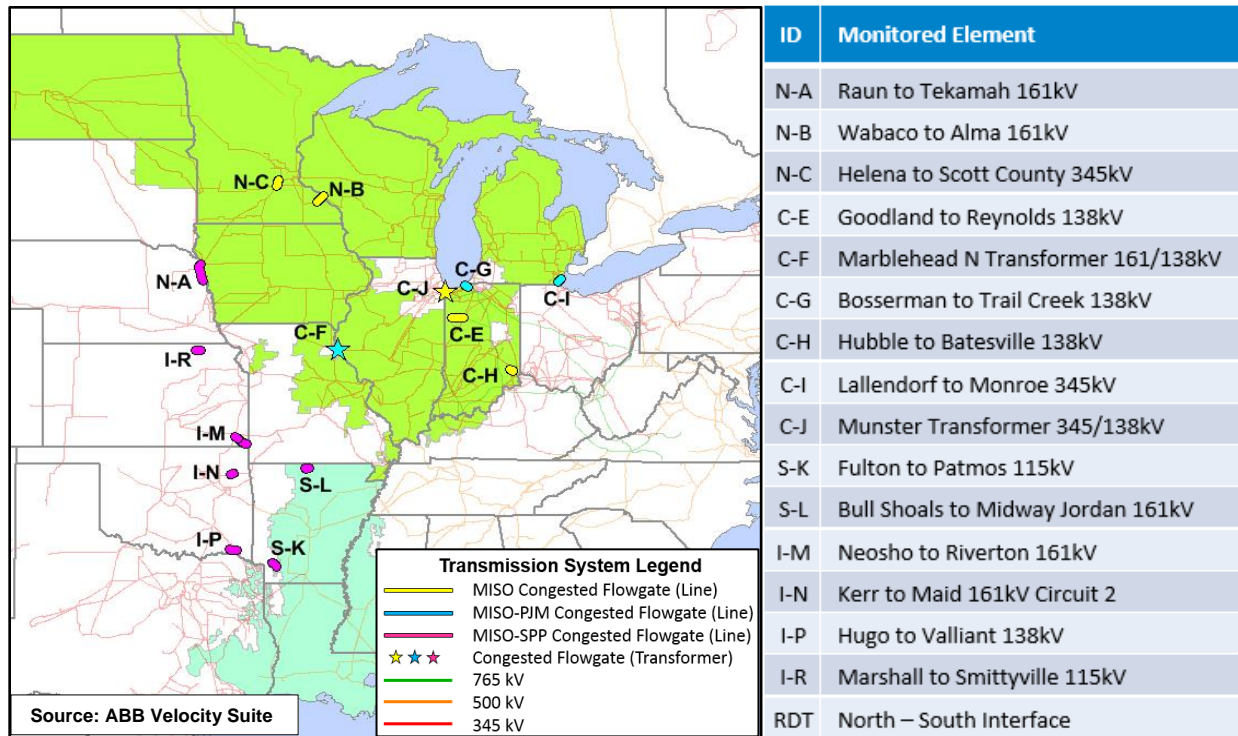 N-C
N-B
N-A
C-G
C-J
C-I
C-E
C-F
C-H
I-R
I-M
I-N
S-L
I-P
S-K
Transmission System Legend
MISO Congested Flowgate (Line)
MISO-PJM Congested Flowgate (Line)
MISO-SPP Congested Flowgate (Line)
Congested Flowgate (Transformer)
765 kV
500 kV
345 kV
Source: ABB Velocity Suite
ID Monitored Element
N-A Raun to Tekamah 161kV
N-B Wabaco to Alma 161kV
N-C Helena to Scott County 345kV
C-E Goodland to Reynolds 138kV
C-F Marblehead N Transformer 161/138kV
C-G Bosserman to Trail Creek 138kV
C-H Hubble to Batesville 138kV
C-I Lallendorf to Monroe 345kV
C-J Munster Transformer 345/138kV
S-K Fulton to Patmos 115kV
S-L Bull Shoals to Midway Jordan 161kV
I-M Neosho to Riverton 161kV
I-N Kerr to Maid 161kV Circuit 2
I-P Hugo to Valliant 138kV
I-R Marshall to Smittyville 115kV
RDT North – South Interface